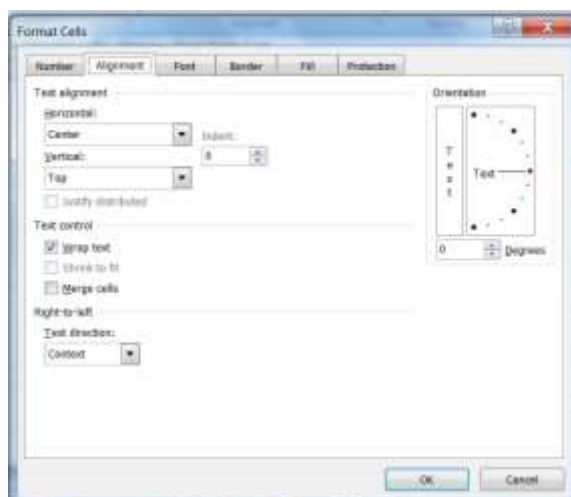 Format Cells
Number Alignment Font Border Fill Protection
Text alignment
Horizontal:
Center
Indent:
Vertical:
0
Top
Justify distributed
Text control
Wrap text
Shrink to fit
Merge cells
Right-to-left
Text direction:
Context
Orientation
Text
Text
0 Degrees
OK Cancel